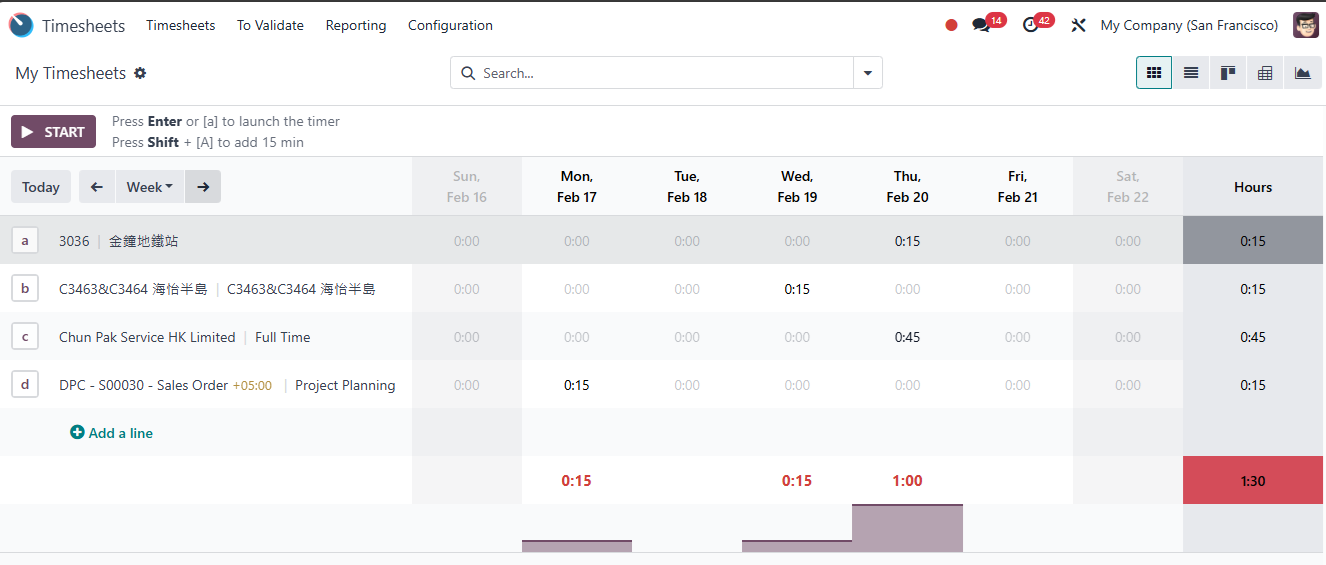 Timesheets Timesheets To Validate Reporting Configuration 14 42 My Company (San Francisco)
My Timesheets Search...
START Press Enter or [a] to launch the timer
Press Shift + [A] to add 15 min
Today Week Sun, Feb 16 Mon, Feb 17 Tue, Feb 18 Wed, Feb 19 Thu, Feb 20 Fri, Feb 21 Sat, Feb 22 Hours
a 3036 | 金鐘地鐵站 0:00 0:00 0:00 0:00 0:15 0:00 0:00 0:15
b C3463&C3464 海怡半島 | C3463&C3464 海怡半島 0:00 0:00 0:00 0:15 0:00 0:00 0:00 0:15
c Chun Pak Service HK Limited | Full Time 0:00 0:00 0:00 0:00 0:45 0:00 0:00 0:45
d DPC - S00030 - Sales Order +05:00 | Project Planning 0:00 0:15 0:00 0:00 0:00 0:00 0:00 0:15
Add a line
0:15 0:15 1:00 1:30